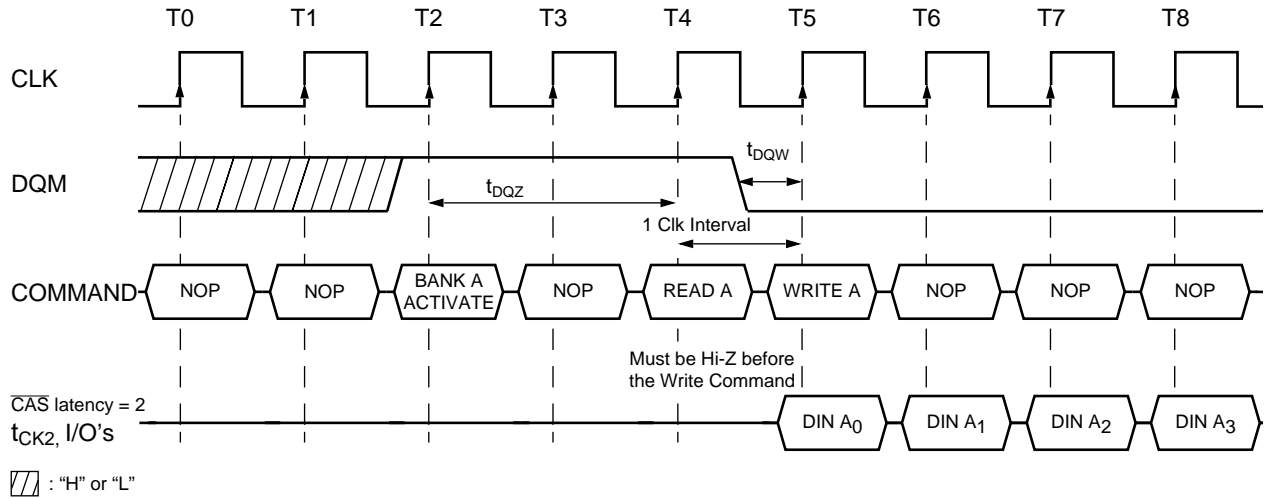 T0 T1 T2 T3 T4 T5 T6 T7 T8
CLK
DQM
tDQW
tDQZ
1 Clk Interval
COMMAND
NOP NOP BANK A ACTIVATE NOP READ A WRITE A NOP NOP NOP
Must be Hi-Z before
the Write Command
CAS latency = 2
tCK2, I/O's
DIN A0 DIN A1 DIN A2 DIN A3
: “H” or “L”